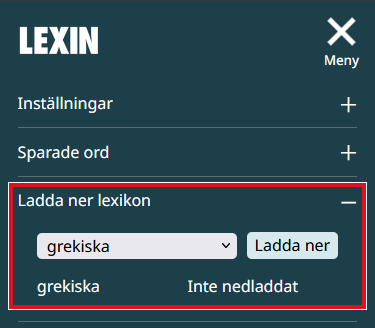 LEXIN
Meny
Inställningar
Sparade ord
Ladda ner lexikon
grekiska Ladda ner
grekiska Inte nedladdat